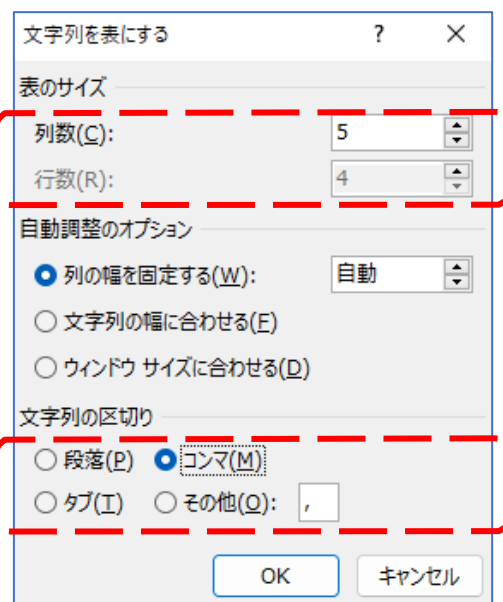 文字列を表にする ? ×
表のサイズ
列数(C): 5
行数(R): 4
自動調整のオプション
列の幅を固定する(W): 自動
文字列の幅に合わせる(F)
ウィンドウ サイズに合わせる(D)
文字列の区切り
段落(P) コンマ(M)
タブ(T) その他(O): ,
OK キャンセル